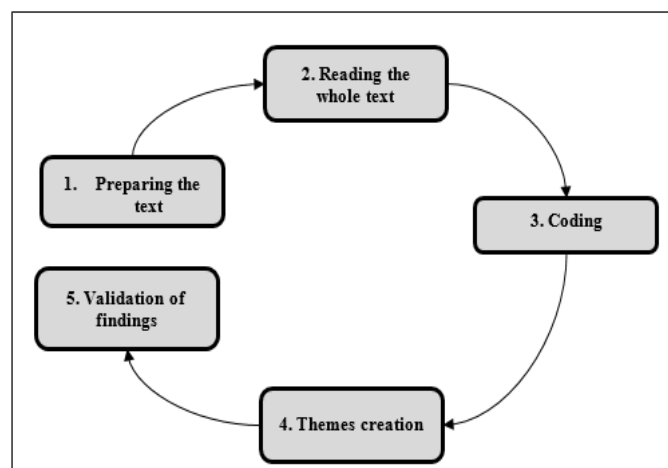 1. Preparing the
text
2. Reading the
whole text
3. Coding
4. Themes creation
5. Validation of
findings